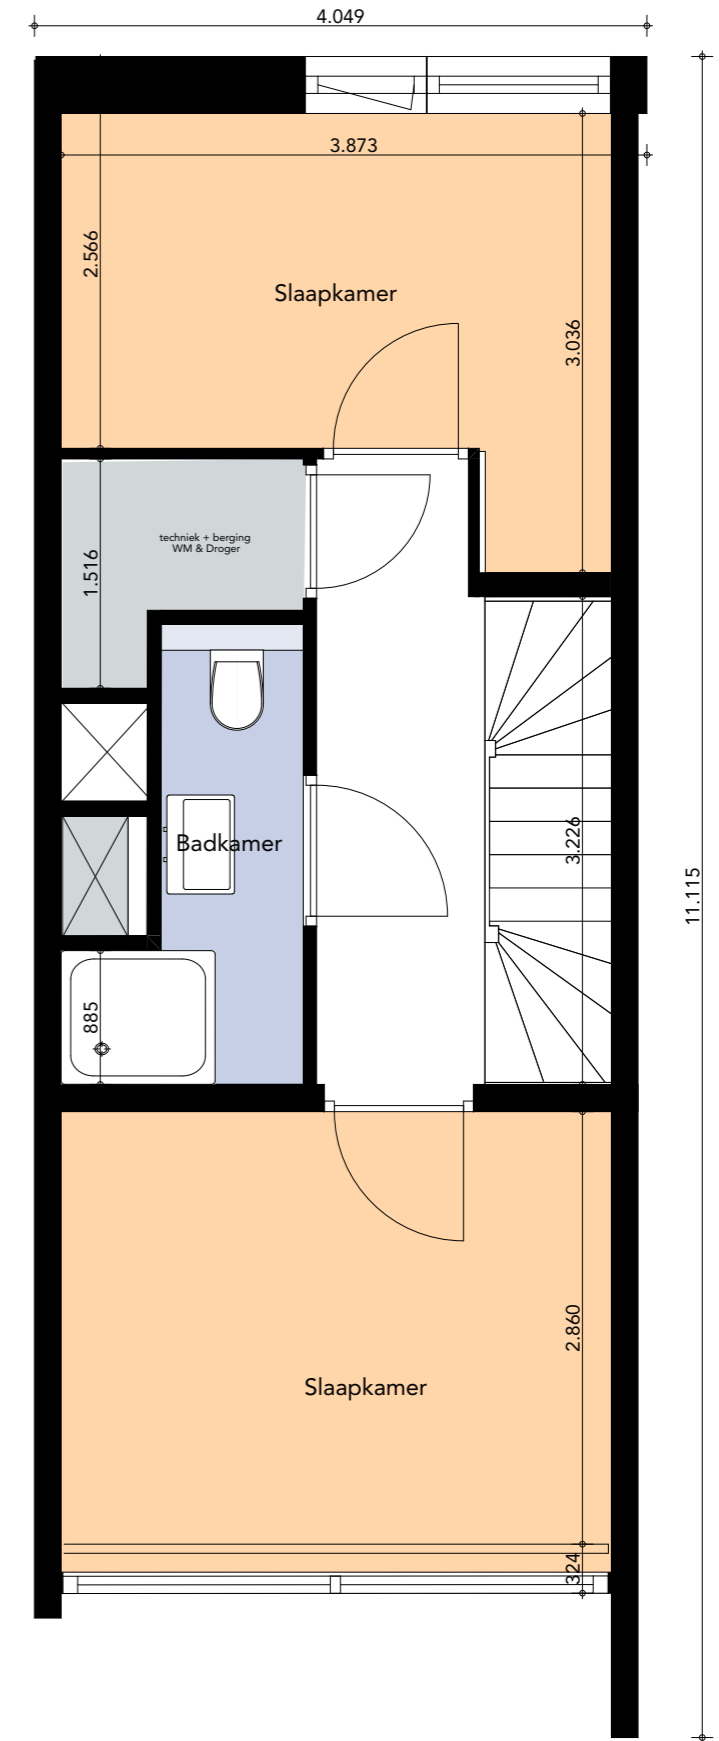 4.049
3.873
2.566
Slaapkamer
3.036
techniek + berging
WM & Droger
1.516
Badkamer
3.226
11.115
885
2.860
Slaapkamer
324